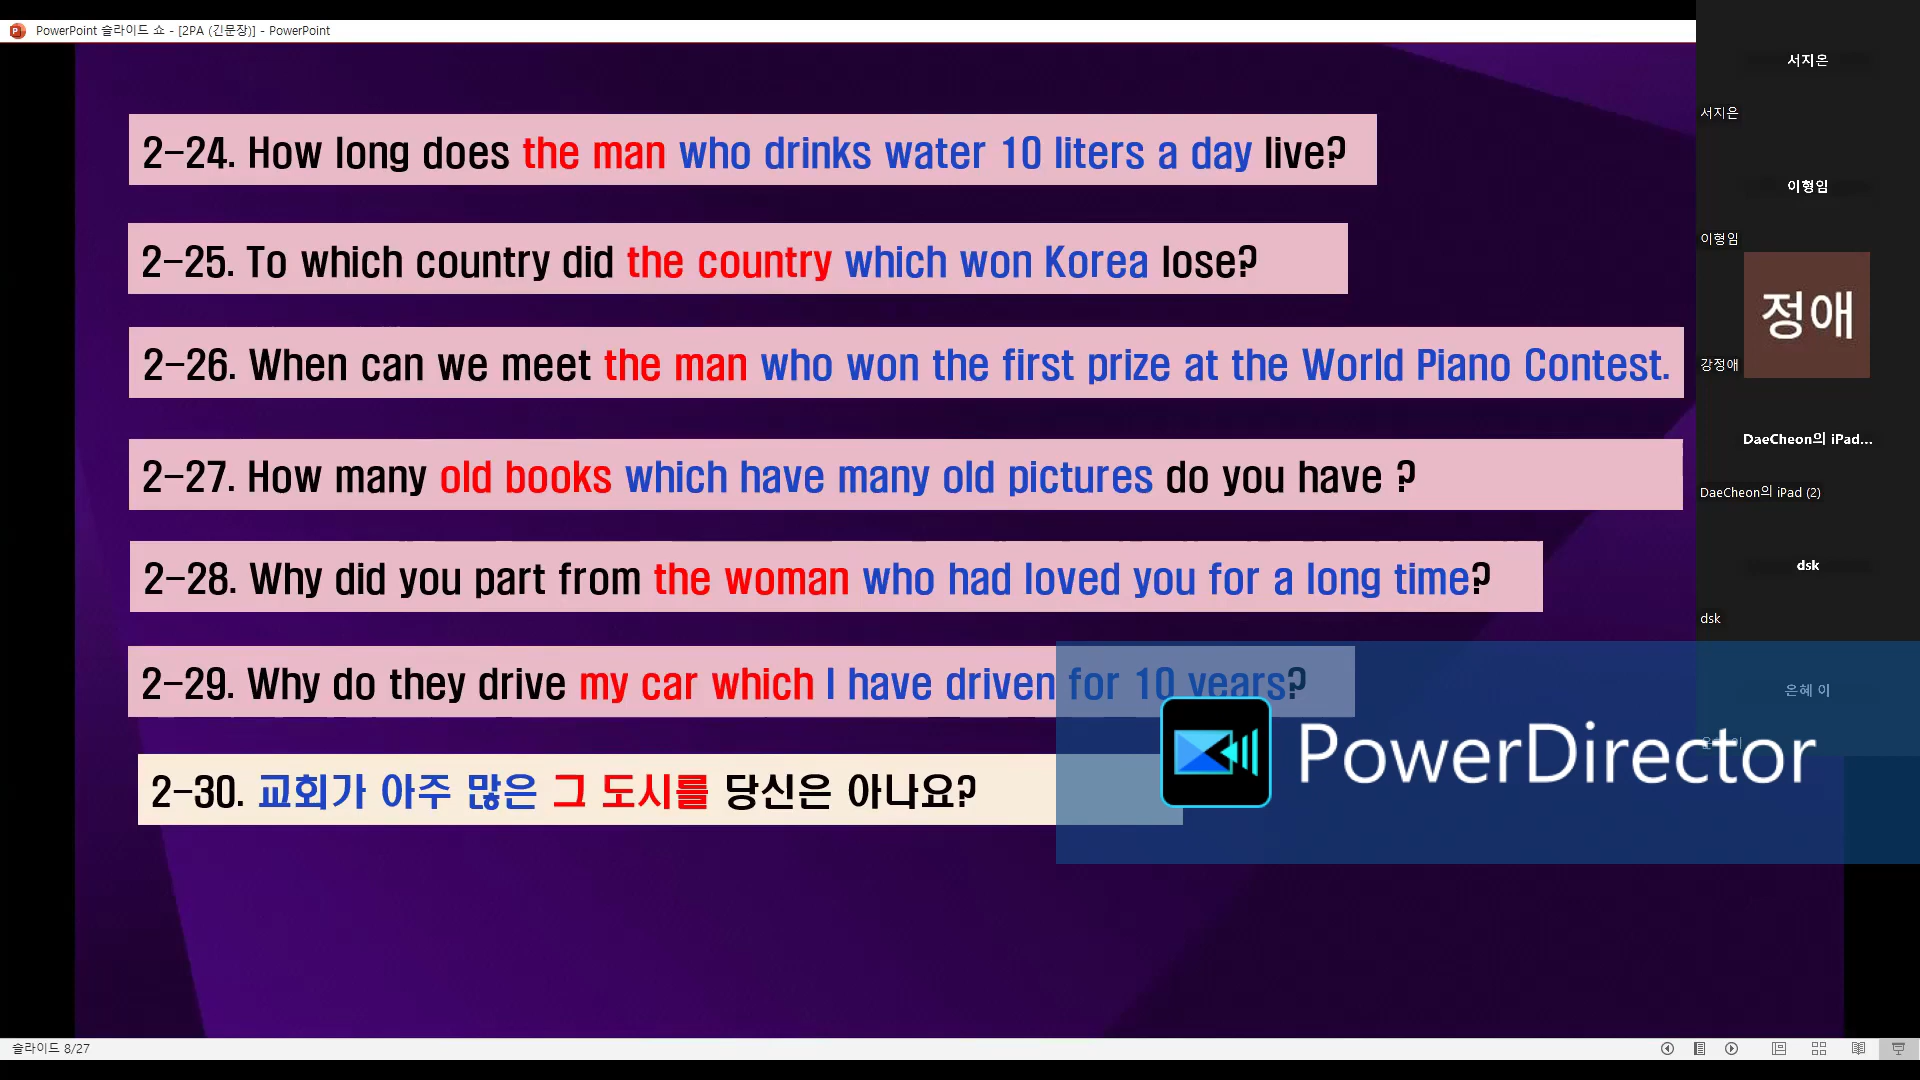 PowerPoint 슬라이드 쇼 - [2PA (긴문장)] - PowerPoint
2-24. How long does the man who drinks water 10 liters a day live?
2-25. To which country did the country which won Korea lose?
2-26. When can we meet the man who won the first prize at the World Piano Contest.
2-27. How many old books which have many old pictures do you have ?
2-28. Why did you part from the woman who had loved you for a long time?
2-29. Why do they drive my car which I have driven for 10 years?
2-30. 교회가 아주 많은 그 도시를 당신은 아나요?
PowerDirector
서지은
서지은
이형임
이형임
정애
강정애
DaeCheon의 iPad...
DaeCheon의 iPad (2)
dsk
dsk
은혜 이
슬라이드 8/27